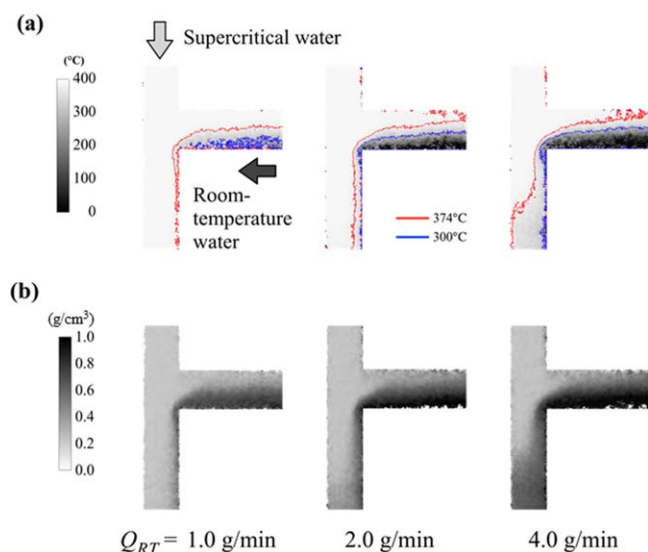 (a)
Supercritical water
(°C)
400
300
200
100
0
Room-
temperature
water
374°C
300°C
(b)
(g/cm³)
1.0
0.8
0.6
0.4
0.2
0.0
Q_RT = 1.0 g/min 2.0 g/min 4.0 g/min